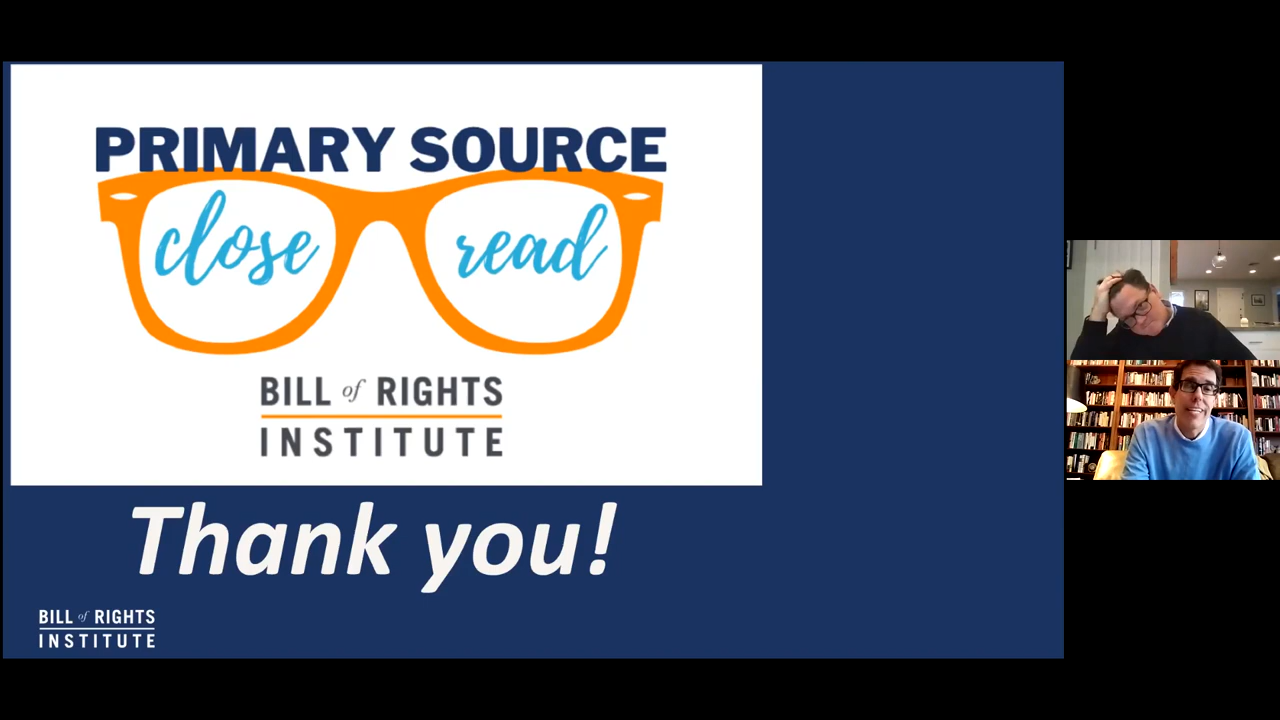 PRIMARY SOURCE
close read
BILL of RIGHTS
INSTITUTE
Thank you!
BILL of RIGHTS
INSTITUTE